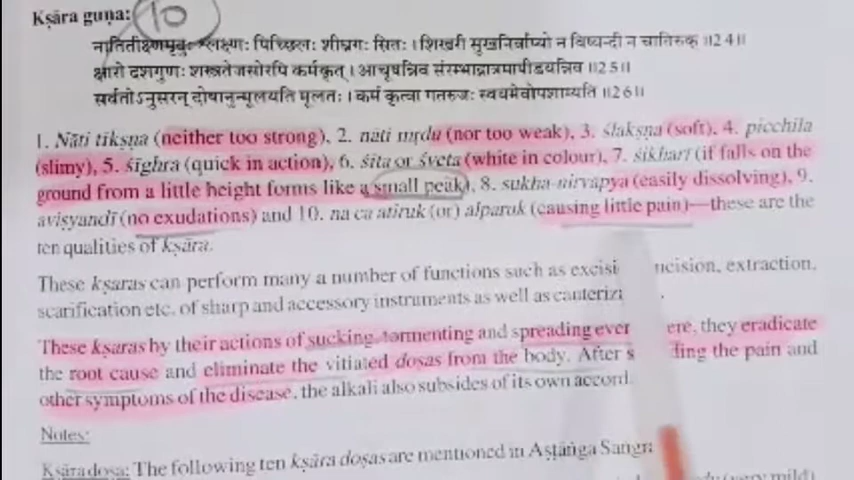 Kṣāra guṇa: 10
नातितीक्ष्णमृदुः श्लक्ष्णः पिच्छिलः शीघ्रगः सितः । शिखरी सुखनिर्वाप्यो न विष्यन्दी न चातिरुक् ॥24॥
क्षारो दशगुणः शस्त्रतेजसोरपि कर्मकृत् । आचूषन्निव संरम्भाद्गात्रमापीडयन्निव ॥25॥
सर्वतोऽनुसरन् दोषानुन्मूलयति मूलतः । कर्म कृत्वा गतरुजः स्वयमेवोपशाम्यति ॥26॥
1. Nāti tikṣṇa (neither too strong), 2. nāti mṛdu (nor too weak), 3. ślakṣṇa (soft), 4. picchila
(slimy), 5. śīghra (quick in action), 6. śita or śveta (white in colour), 7. śikharī (if falls on the
ground from a little height forms like a small peak), 8. sukha-nirvāpya (easily dissolving), 9.
aviṣyandī (no exudations) and 10. na ca atiruk (or) alparuk (causing little pain)—these are the
ten qualities of kṣāra.
These kṣaras can perform many a number of functions such as excisi ncision, extraction,
scarification etc. of sharp and accessory instruments as well as canteriz .
These kṣaras by their actions of sucking tormenting and spreading ever ere, they eradicate
the root cause and eliminate the vitiated doṣas from the body. After s ding the pain and
other symptoms of the disease, the alkali also subsides of its own accord.
Notes:
Kṣāra doṣa: The following ten kṣāra doṣas are mentioned in Aṣṭāṅga Saṅgr
mild)